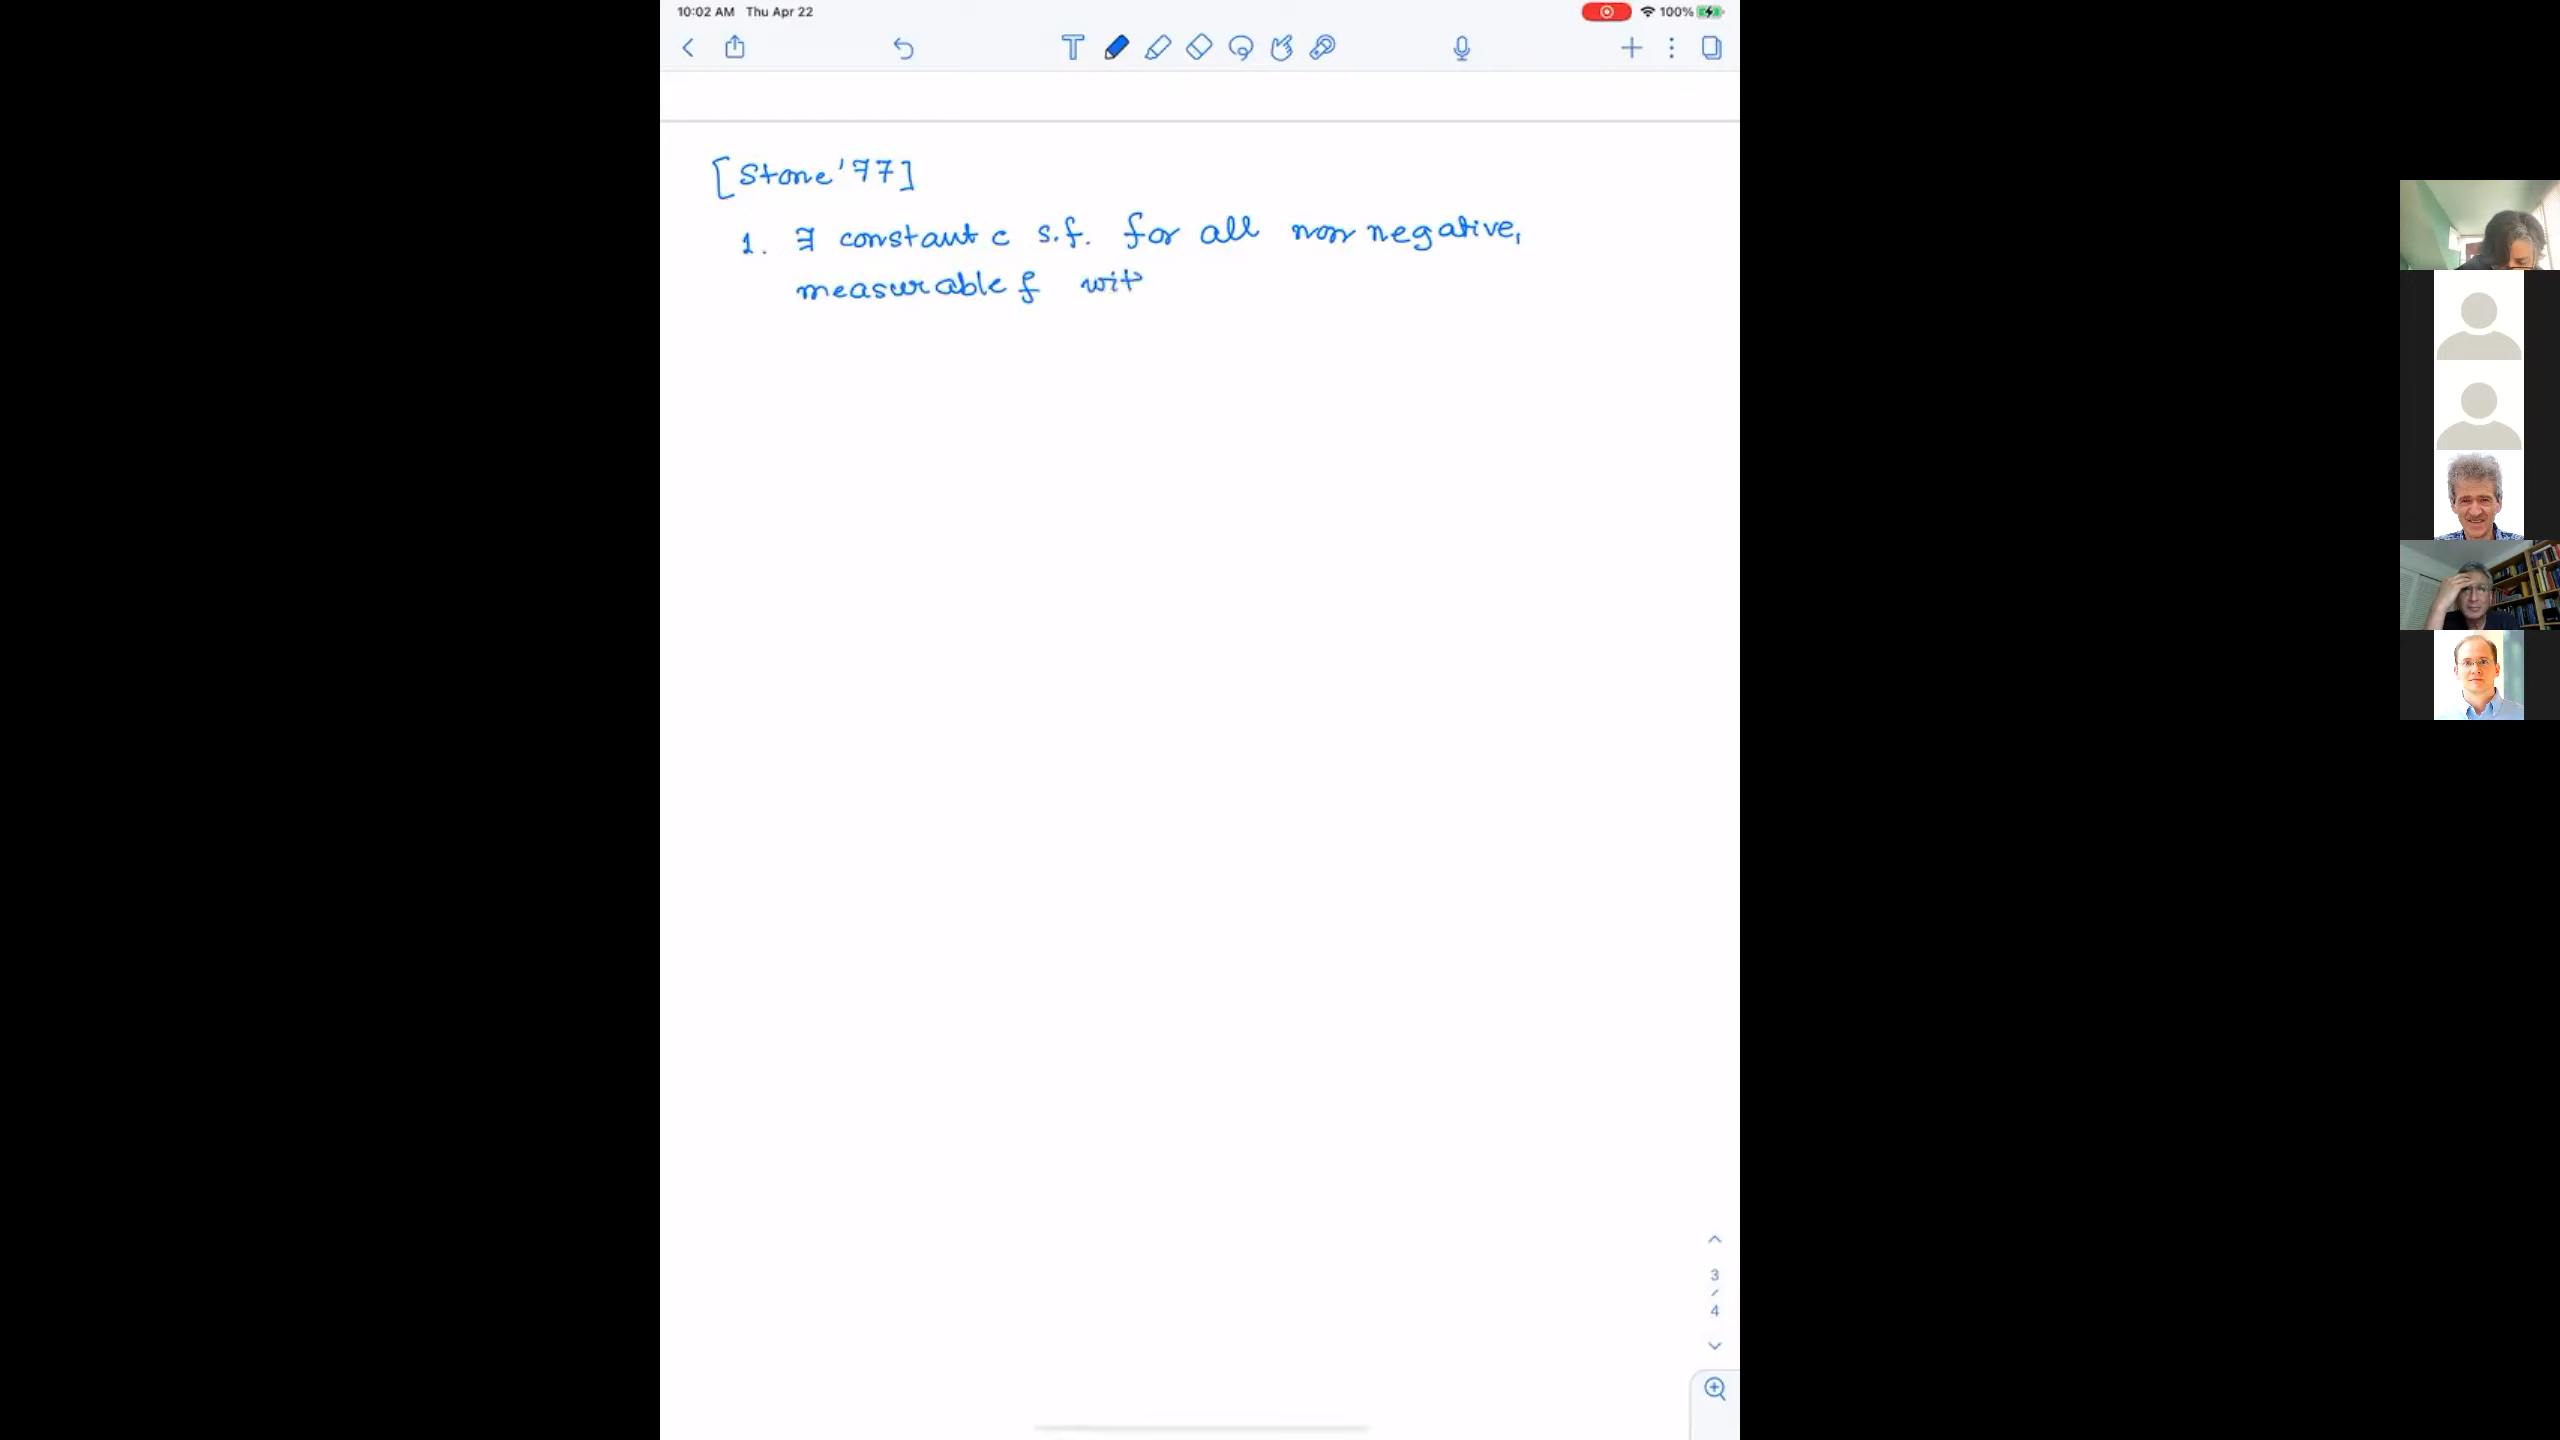 10:02 AM Thu Apr 22
100%
[Stone '77]
1. ∃ constant c s.t. for all non negative,
measurable f wit
3
/
4